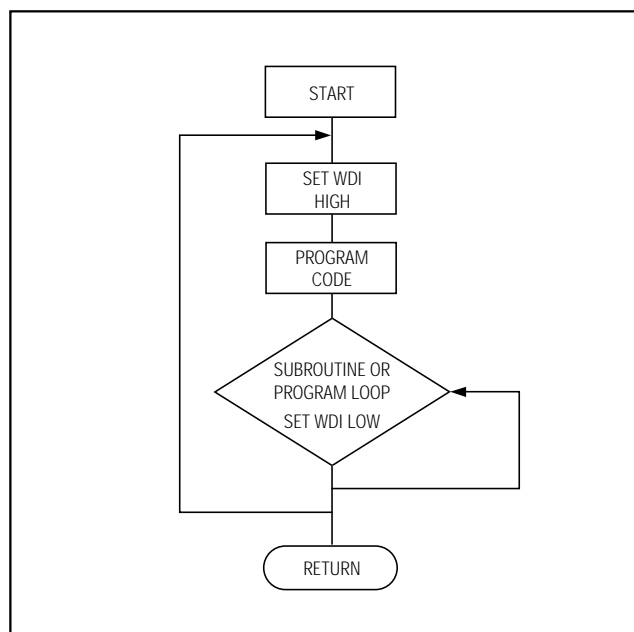 START
SET WDI
HIGH
PROGRAM
CODE
SUBROUTINE OR
PROGRAM LOOP
SET WDI LOW
RETURN